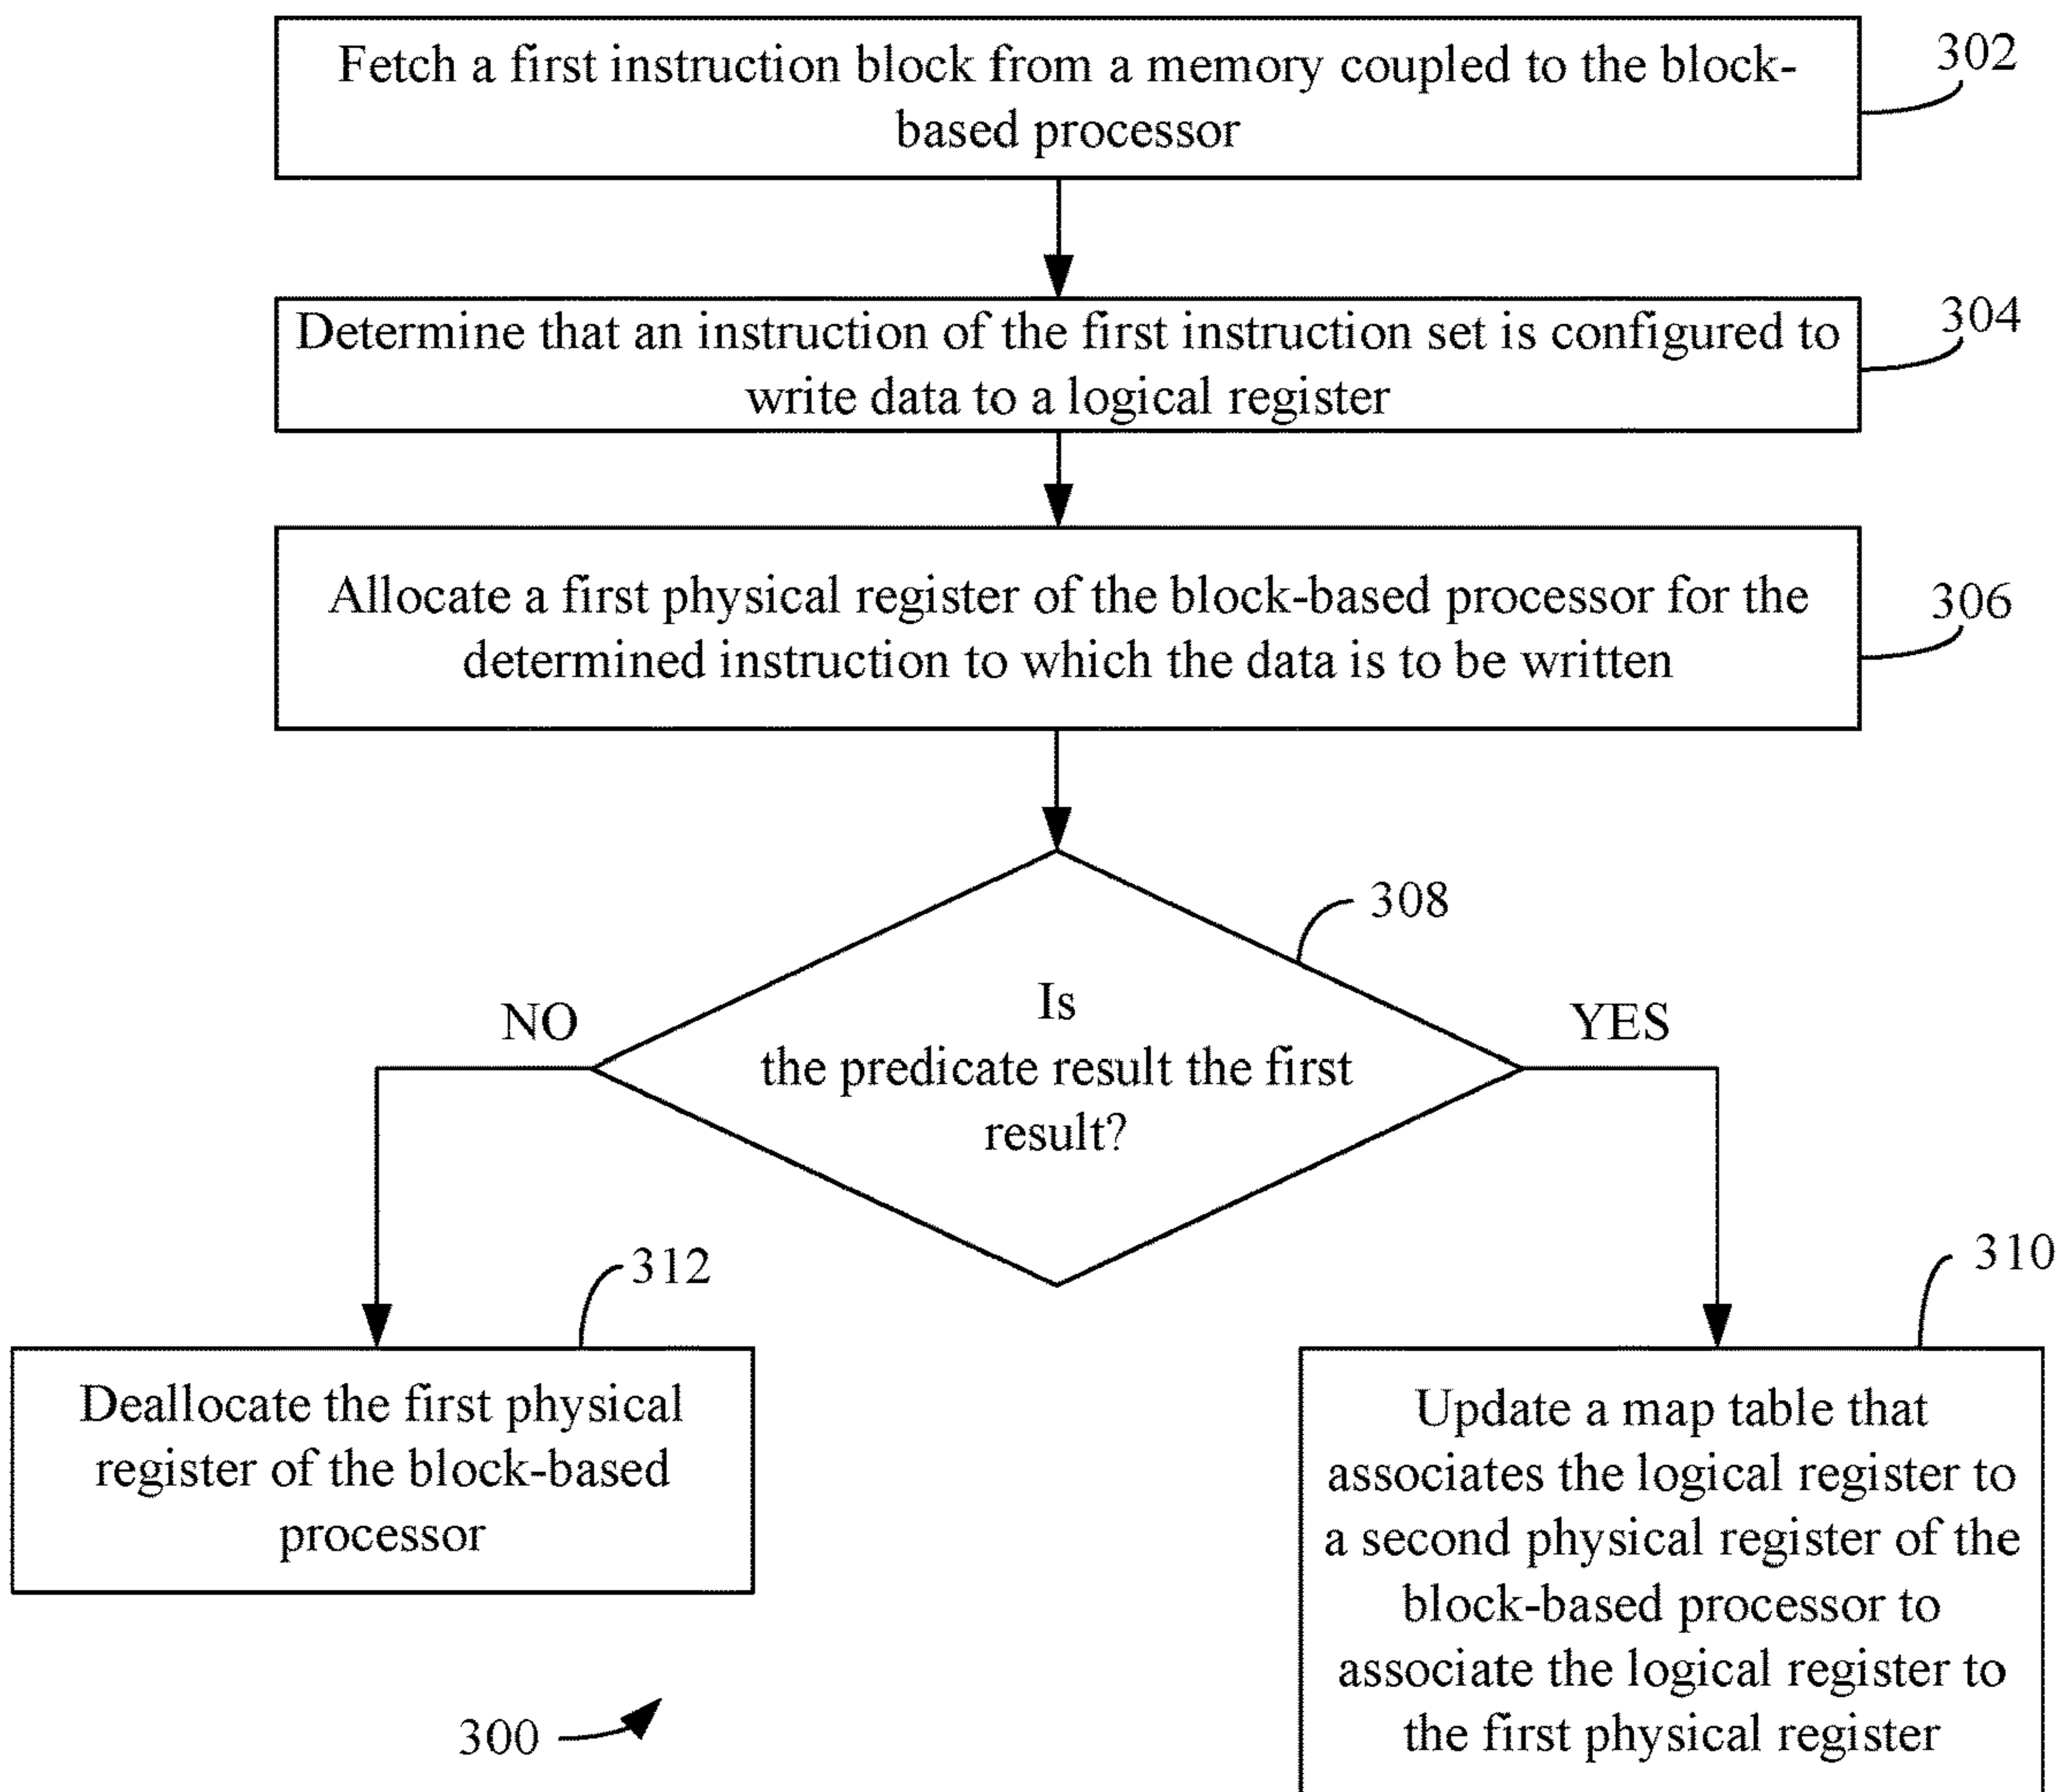 Fetch a first instruction block from a memory coupled to the block-
based processor
302
Determine that an instruction of the first instruction set is configured to
write data to a logical register
304
Allocate a first physical register of the block-based processor for the
determined instruction to which the data is to be written
306
308
Is
the predicate result the first
result?
NO
YES
312
Deallocate the first physical
register of the block-based
processor
310
Update a map table that
associates the logical register to
a second physical register of the
block-based processor to
associate the logical register to
the first physical register
300